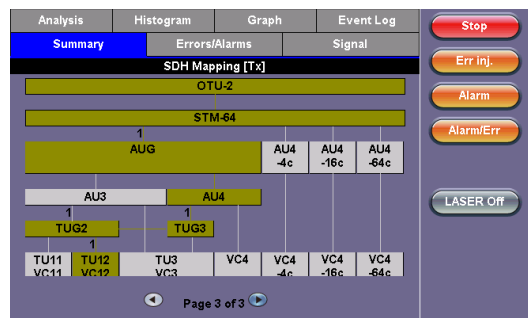 Analysis Histogram Graph Event Log
Summary Errors/Alarms Signal
SDH Mapping [Tx]
OTU-2
STM-64
1
AUG AU4 AU4 AU4
-4c -16c -64c
AU3 AU4
1 1
TUG2 TUG3
1
TU11 TU12 TU3 VC4 VC4 VC4 VC4
VC11 VC12 VC3 -4c -16c -64c
Page 3 of 3
Stop
Err inj.
Alarm
Alarm/Err
LASER Off